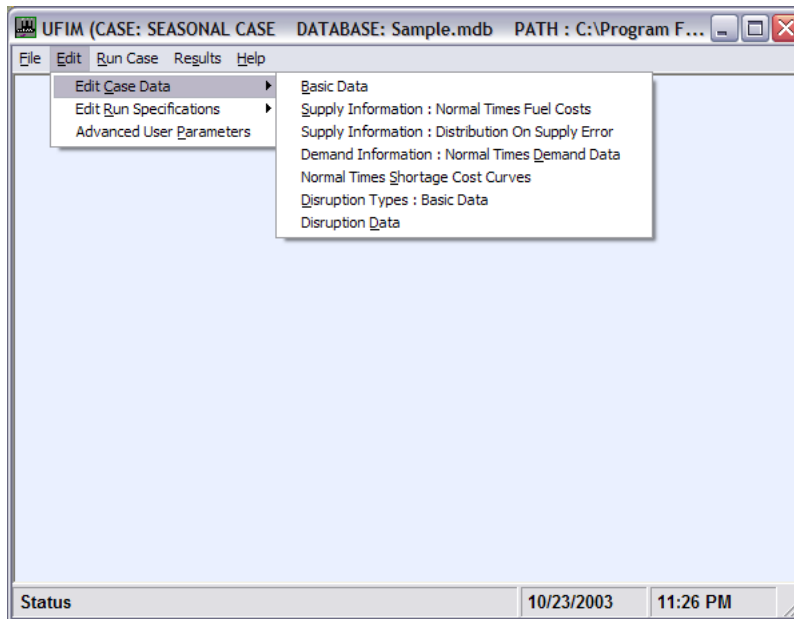 UFIM (CASE: SEASONAL CASE DATABASE: Sample.mdb PATH : C:\Program F...
File Edit Run Case Results Help
Edit Case Data
Edit Run Specifications
Advanced User Parameters
Basic Data
Supply Information : Normal Times Fuel Costs
Supply Information : Distribution On Supply Error
Demand Information : Normal Times Demand Data
Normal Times Shortage Cost Curves
Disruption Types : Basic Data
Disruption Data
Status 10/23/2003 11:26 PM